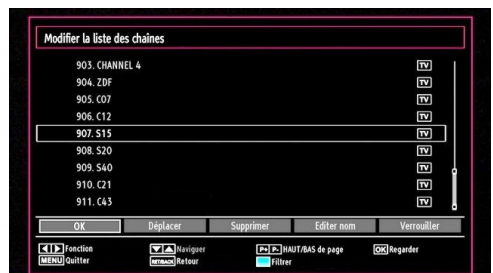 Modifier la liste des chaînes
903. CHANNEL 4 TV
904. ZDF TV
905. C07 TV
906. C12 TV
907. S15 TV
908. S20 TV
909. S40 TV
910. C21 TV
911. C43 TV
OK Déplacer Supprimer Editer nom Verrouiller
Fonction Naviguer P+ P- HAUT/BAS de page OK Regarder
MENU Quitter RET/BACK Retour Filtrer